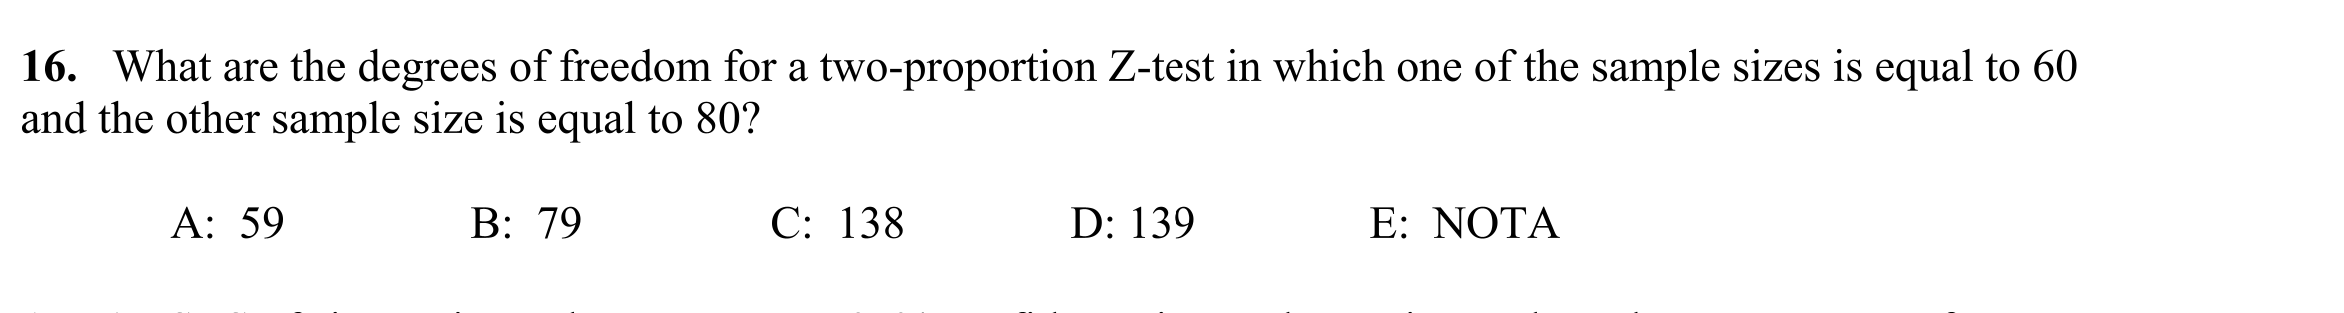 16. What are the degrees of freedom for a two-proportion Z-test in which one of the sample sizes is equal to 60
and the other sample size is equal to 80?
A: 59 B: 79 C: 138 D: 139 E: NOTA